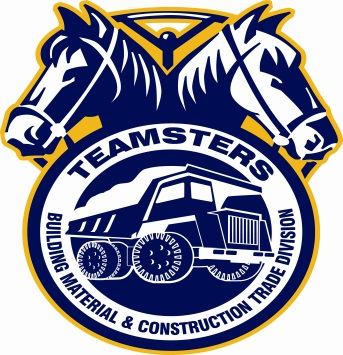 TEAMSTERS
BUILDING MATERIAL & CONSTRUCTION TRADE DIVISION